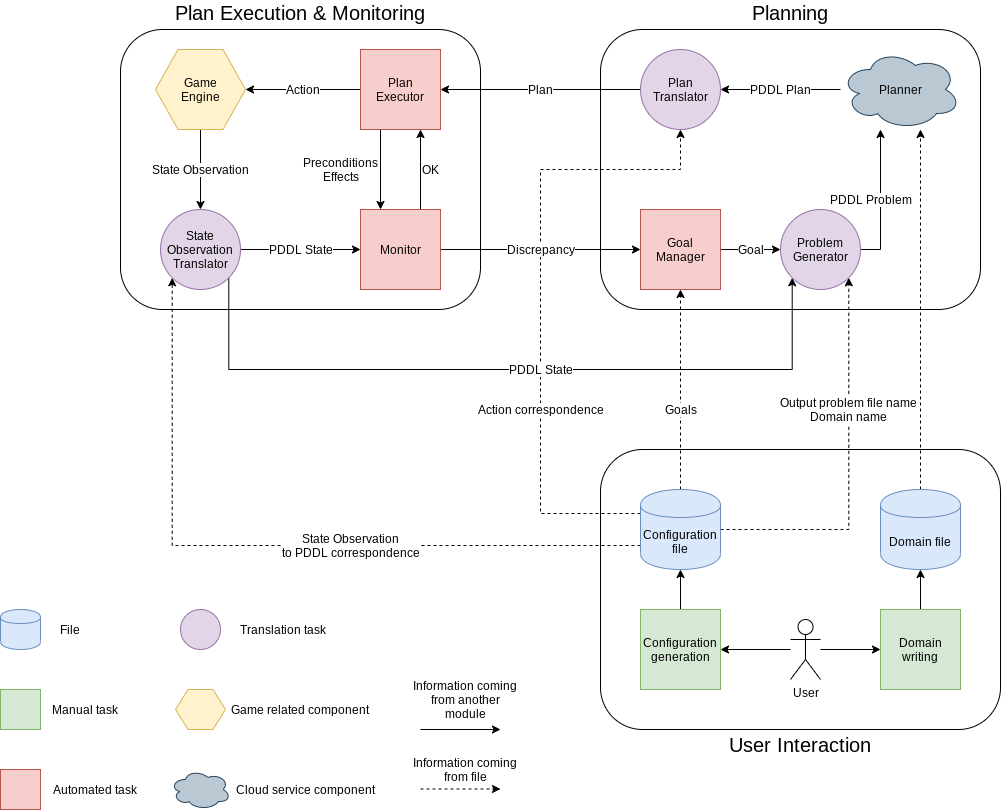 Plan Execution & Monitoring
Planning
Game
Engine
Action
Plan
Executor
Plan
Plan
Translator
PDDL Plan
Planner
State Observation
Preconditions
Effects
OK
PDDL Problem
State
Observation
Translator
PDDL State
Monitor
Discrepancy
Goal
Manager
Goal
Problem
Generator
PDDL State
Action correspondence
Goals
Output problem file name
Domain name
State Observation
to PDDL correspondence
Configuration
file
Domain file
Configuration
generation
User
Domain
writing
User Interaction
File
Translation task
Manual task
Game related component
Automated task
Cloud service component
Information coming
from another
module
Information coming
from file